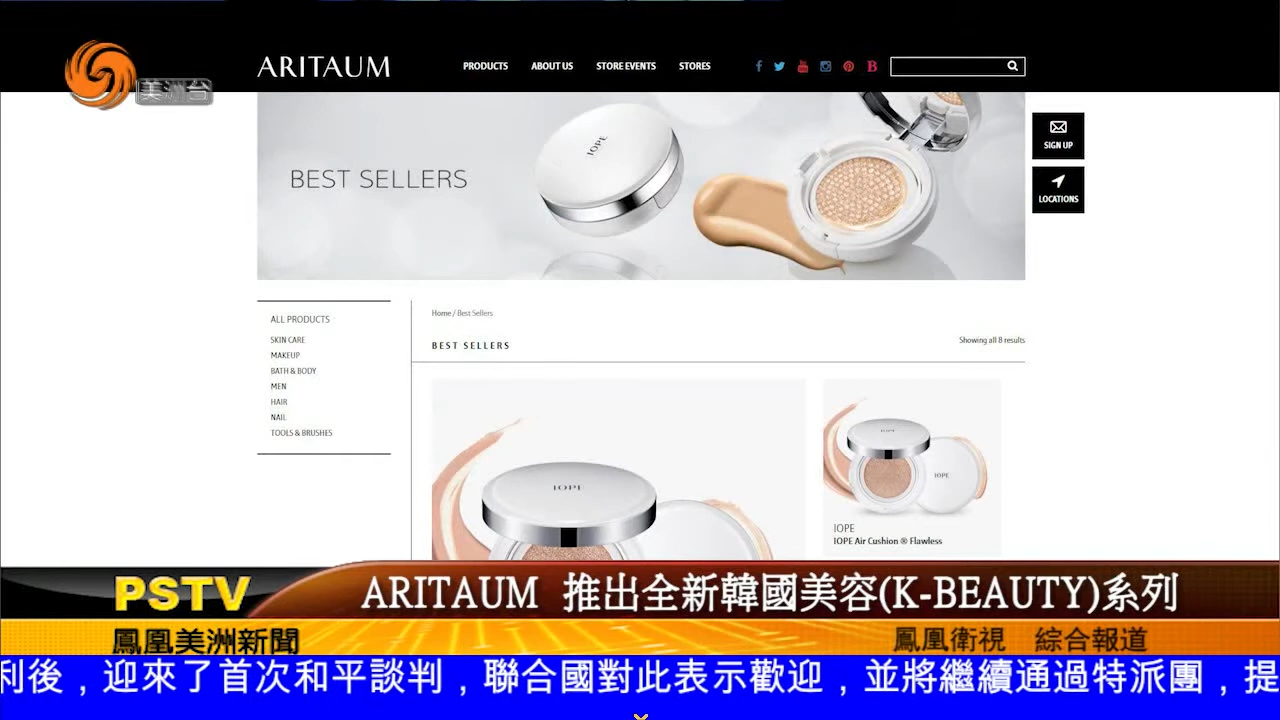 美洲台
ARITAUM
PRODUCTS ABOUT US STORE EVENTS STORES
BEST SELLERS
IOPE
SIGN UP
LOCATIONS
ALL PRODUCTS
SKIN CARE
MAKEUP
BATH & BODY
MEN
HAIR
NAIL
TOOLS & BRUSHES
Home / Best Sellers
BEST SELLERS
Showing all 8 results
IOPE
IOPE
IOPE
IOPE
IOPE Air Cushion ® Flawless
PSTV
ARITAUM 推出全新韓國美容(K-BEAUTY)系列
鳳凰美洲新聞
鳳凰衛視 綜合報道
利後，迎來了首次和平談判，聯合國對此表示歡迎，並將繼續通過特派團，提